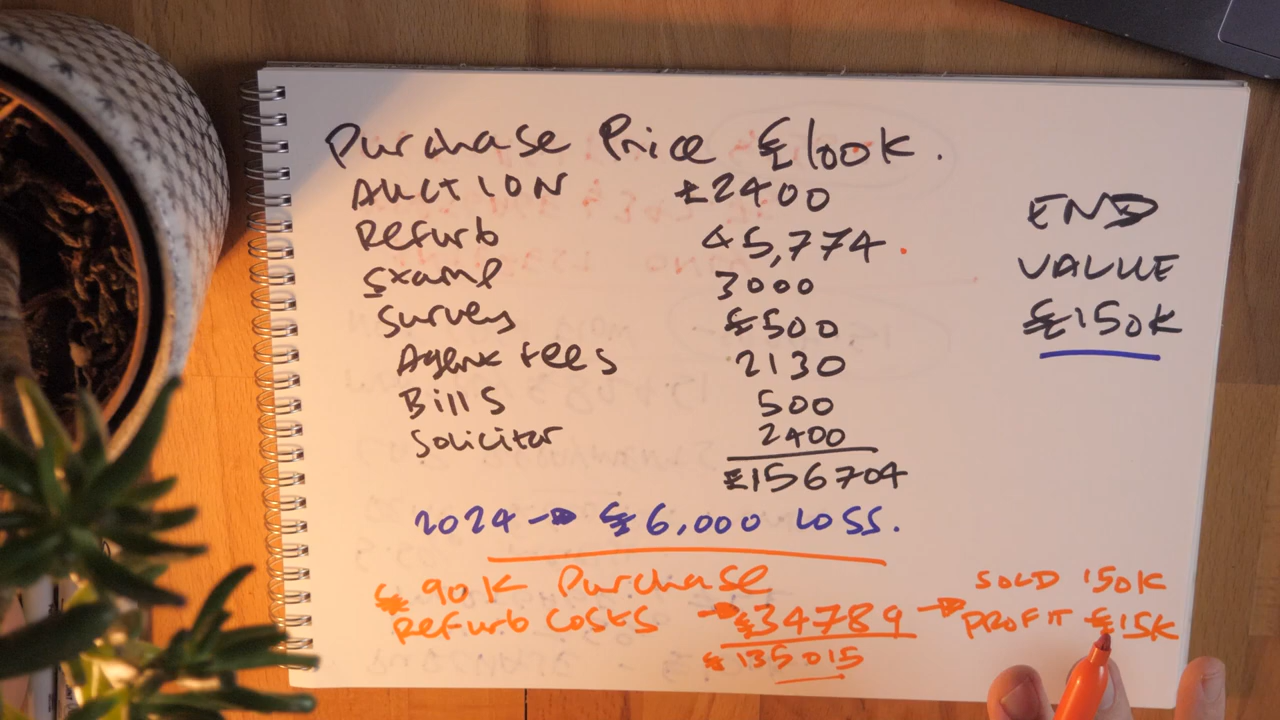 Purchase Price £100K.
AUCTION £2400
Refurb 45,774.
3000
Survey £500
Agent fees 2130
Bills 500
Solicitor 2400
£156704
END
VALUE
£150K
2024 → £6,000 LOSS.
£90K Purchase
Refurb Costs → £34789 →
£135015
SOLD 150K
PROFIT £15K